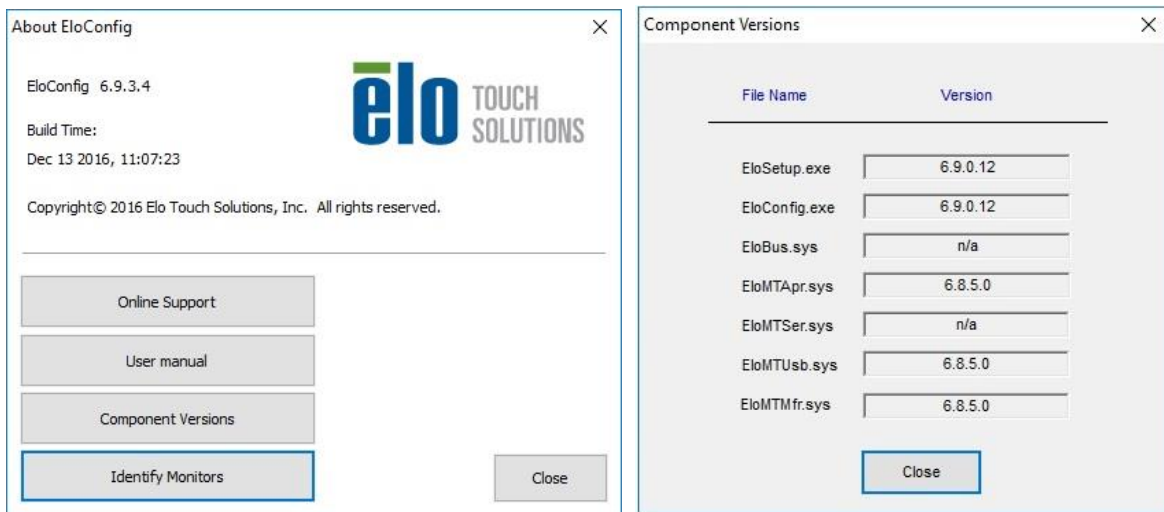 About EloConfig
EloConfig 6.9.3.4
Build Time:
Dec 13 2016, 11:07:23
elo TOUCH
SOLUTIONS
Copyright© 2016 Elo Touch Solutions, Inc. All rights reserved.
Online Support
User manual
Component Versions
Identify Monitors
Close
Component Versions
File Name Version
EloSetup.exe 6.9.0.12
EloConfig.exe 6.9.0.12
EloBus.sys n/a
EloMTApr.sys 6.8.5.0
EloMTSer.sys n/a
EloMTUsb.sys 6.8.5.0
EloMTMfr.sys 6.8.5.0
Close